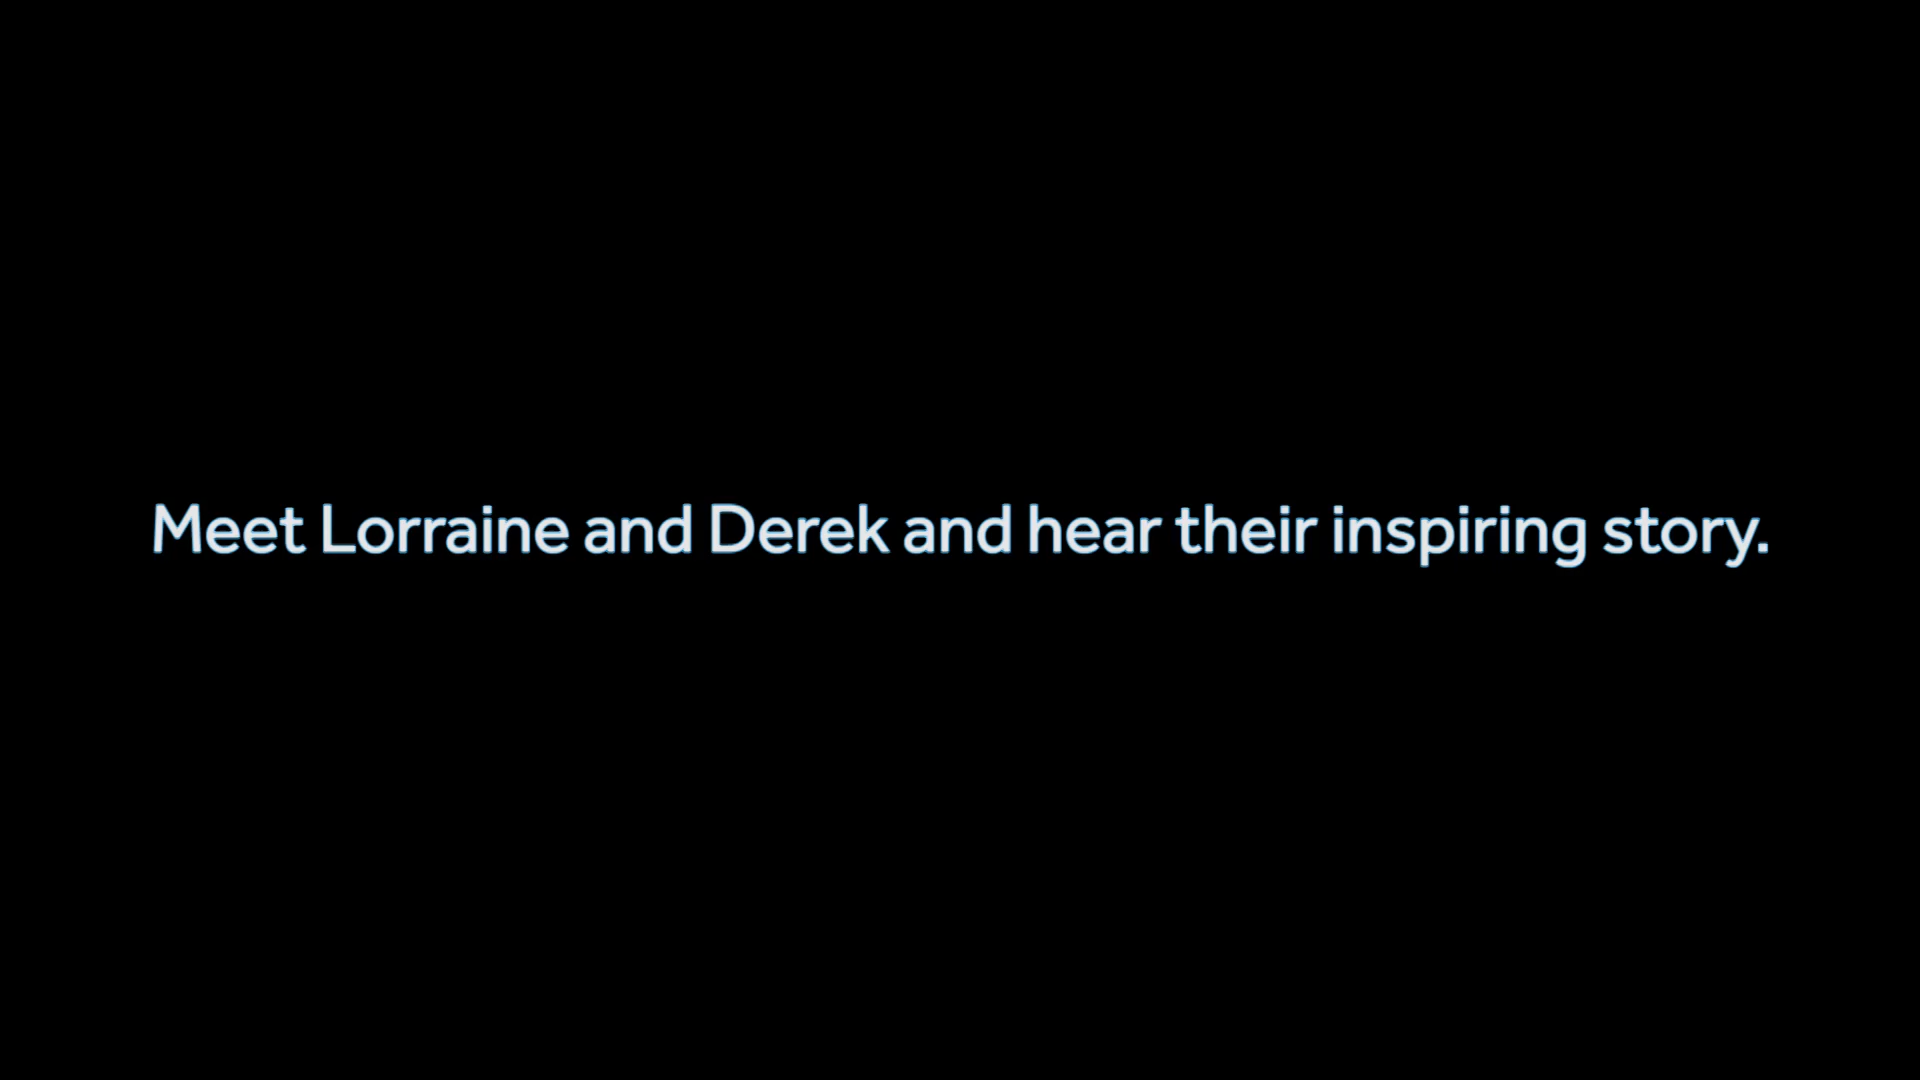 Meet Lorraine and Derek and hear their inspiring story.